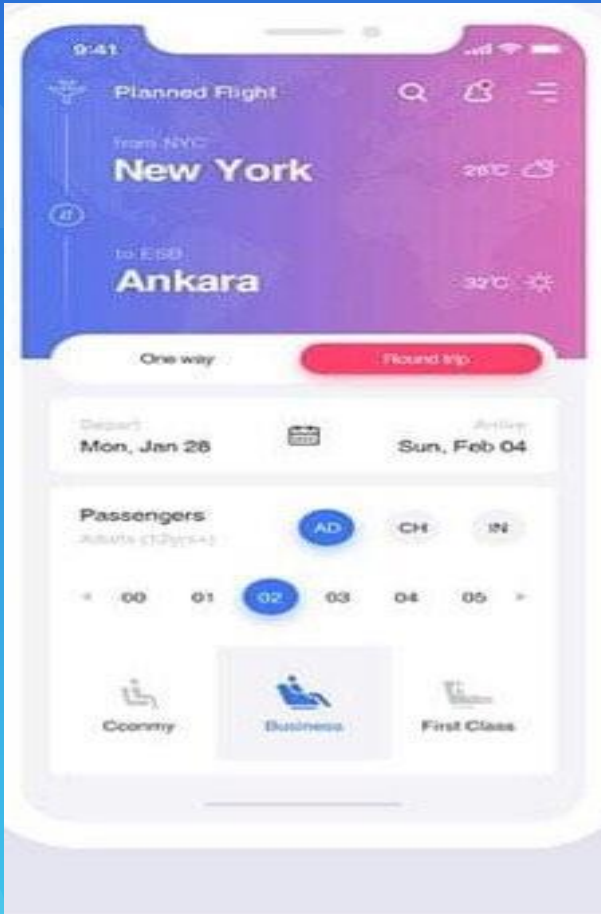 9:41
Planned Flight
from NYC
New York
26°C
to ESB
Ankara
32°C
One way
Round trip
Depart
Arrive
Mon, Jan 28
Sun, Feb 04
Passengers
AD CH IN
Adults (12yrs+)
00 01 02 03 04 05
Cconmy
Business
First Class